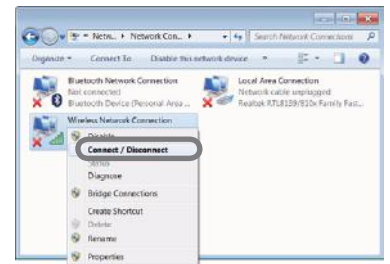 Netw... Network Con...
Search Network Connections
Organize Connect To Disable this network device
Bluetooth Network Connection
Not connected
Bluetooth Device (Personal Area ...
Local Area Connection
Network cable unplugged
Realtek RTL8139/810x Family Fast...
Wireless Network Connection
Disable
Connect / Disconnect
Status
Diagnose
Bridge Connections
Create Shortcut
Delete
Rename
Properties